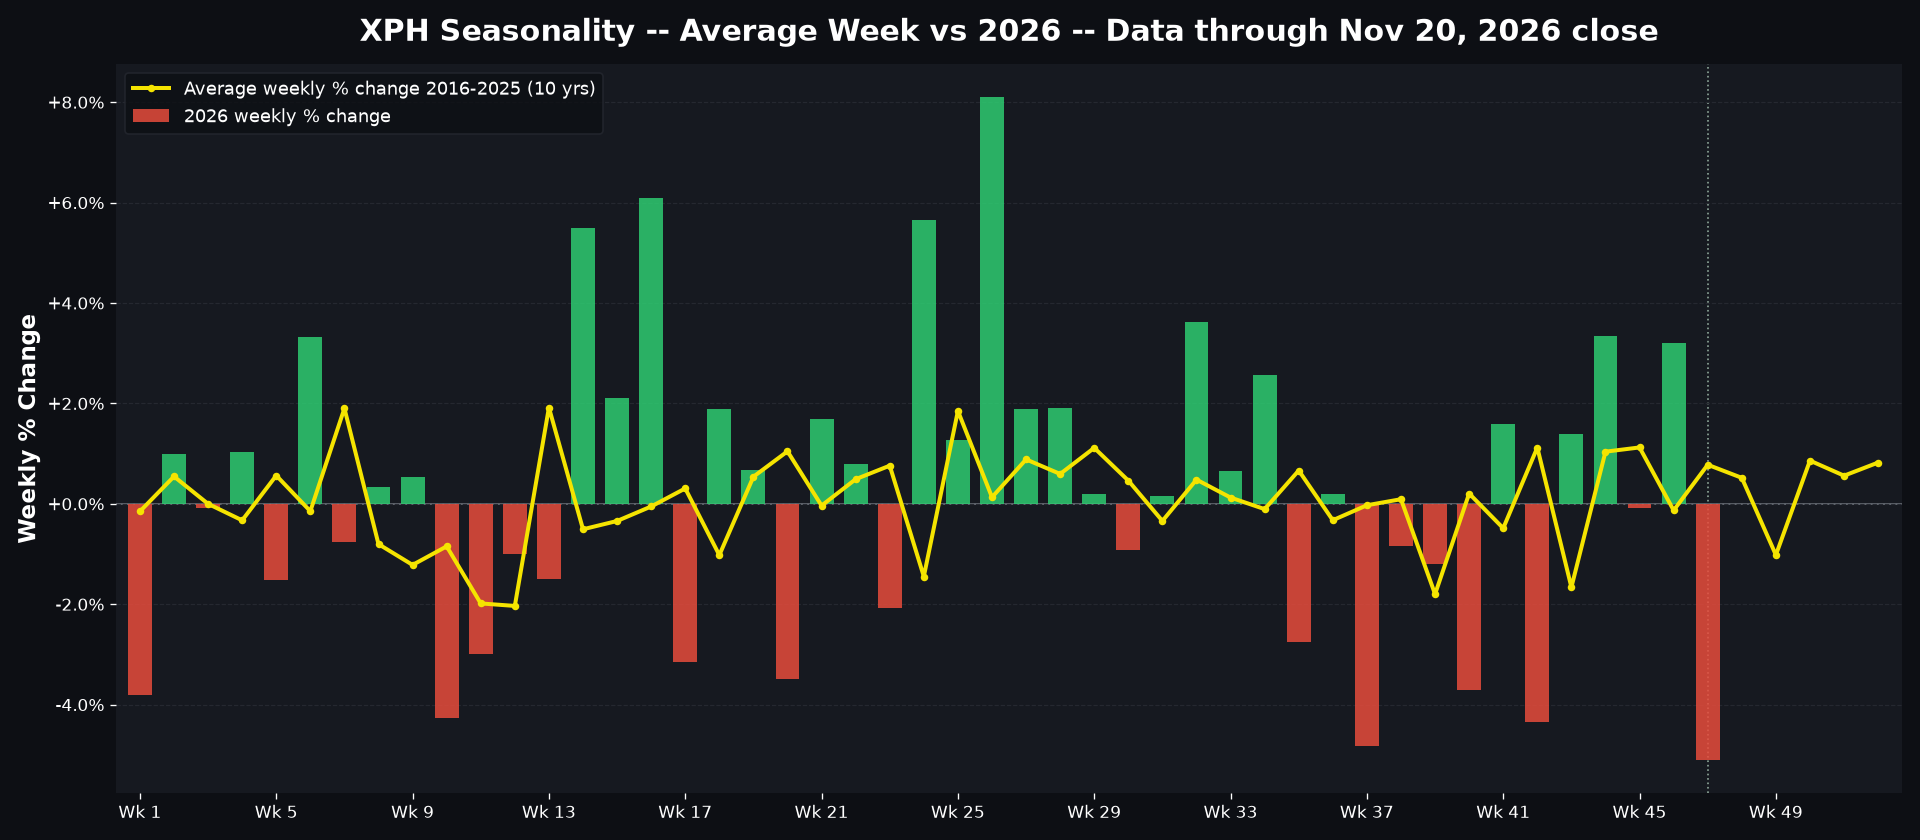 XPH Seasonality -- Average Week vs 2026 -- Data through Nov 20, 2026 close
Average weekly % change 2016-2025 (10 yrs)
2026 weekly % change
Weekly % Change
+8.0%
+6.0%
+4.0%
+2.0%
+0.0%
-2.0%
-4.0%
Wk 1 Wk 5 Wk 9 Wk 13 Wk 17 Wk 21 Wk 25 Wk 29 Wk 33 Wk 37 Wk 41 Wk 45 Wk 49